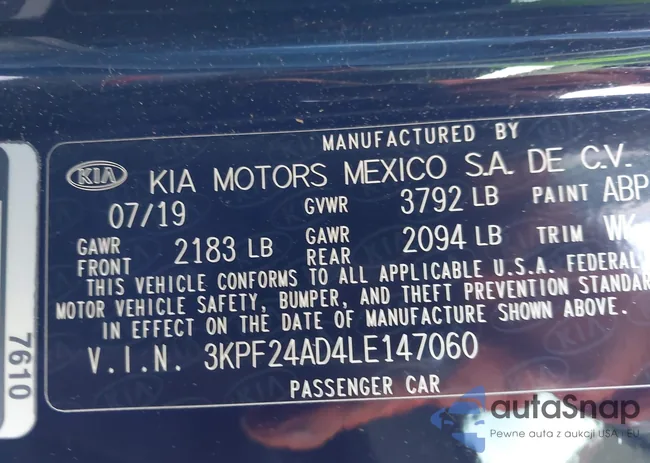 MANUFACTURED BY
KIA KIA MOTORS MEXICO S.A. DE C.V.
07/19 GVWR 3792 LB PAINT ABP
GAWR FRONT 2183 LB GAWR REAR 2094 LB TRIM WK
THIS VEHICLE CONFORMS TO ALL APPLICABLE U.S.A. FEDERAL
MOTOR VEHICLE SAFETY, BUMPER, AND THEFT PREVENTION STANDAR
IN EFFECT ON THE DATE OF MANUFACTURE SHOWN ABOVE.
V.I.N. 3KPF24AD4LE147060
PASSENGER CAR
7610
autaSnap
Pewne auta z aukcji USA i EU